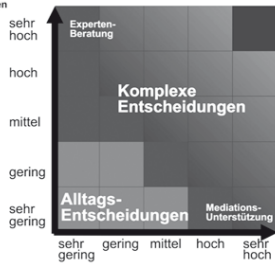 en
sehr
hoch
Experten-
Beratung
hoch
Komplexe
Entscheidungen
mittel
gering
Alltags-
Entscheidungen
Mediations-
Unterstützung
sehr
gering
sehr
gering
gering
mittel
hoch
sehr
hoch